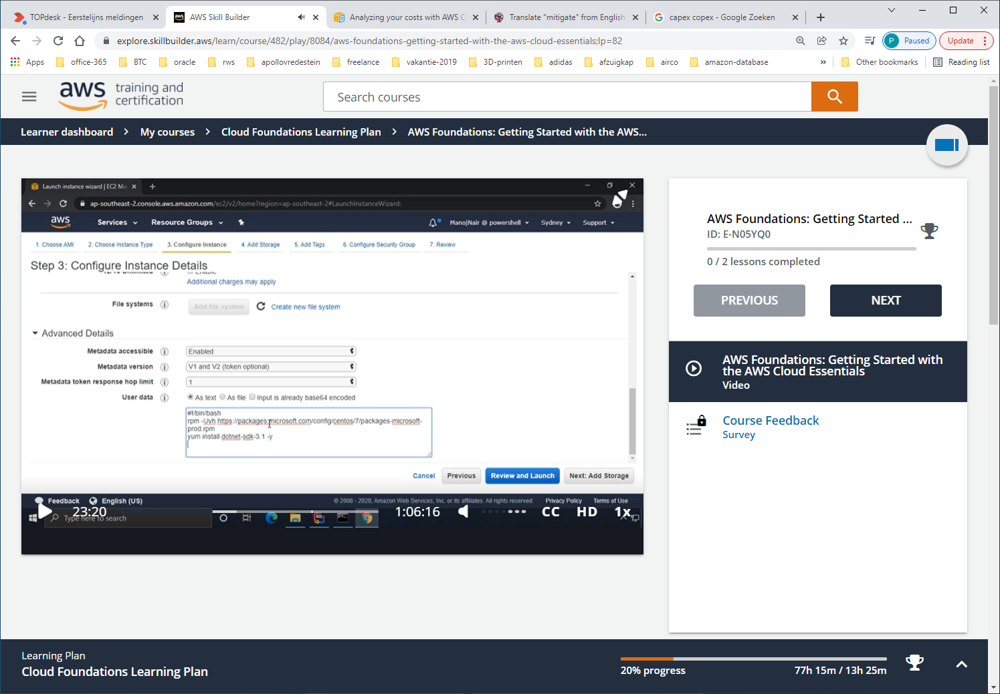 TOPdesk - Eerstelijns meldingen
AWS Skill Builder
Analyzing your costs with AWS C
Translate "mitigate" from English
capex copex - Google Zoeken
explore.skillbuilder.aws/learn/course/482/play/8084/aws-foundations-getting-started-with-the-aws-cloud-essentials;lp=82
P Paused
Update
Apps office-365 BTC oracle rws apollovredestein freelance vakantie-2019 3D-printen adidas afzuigkap airco amazon-database » Other bookmarks Reading list
aws training and certification
Search courses
Learner dashboard > My courses > Cloud Foundations Learning Plan > AWS Foundations: Getting Started with the AWS...
Launch instance wizard | EC2 Ma
ap-southeast-2.console.aws.amazon.com/ec2/v2/home?region=ap-southeast-2#LaunchInstanceWizard:
aws Services Resource Groups ManojNair @ powershell Sydney Support
1. Choose AMI 2. Choose Instance Type 3. Configure Instance 4. Add Storage 5. Add Tags 6. Configure Security Group 7. Review
Step 3: Configure Instance Details
Additional charges may apply
File systems Add file system Create new file system
Advanced Details
Metadata accessible Enabled
Metadata version V1 and V2 (token optional)
Metadata token response hop limit 1
User data As text As file Input is already base64 encoded
#!/bin/bash
rpm -Uvh https://packages.microsoft.com/config/centos/7/packages-microsoft-
prod.rpm
yum install dotnet-sdk-3.1 -y
Cancel Previous Review and Launch Next: Add Storage
Feedback English (US) © 2008 - 2020, Amazon Web Services, Inc. or its affiliates. All rights reserved. Privacy Policy Terms of Use
23:20 1:06:16 CC HD 1x
Type here to search
AWS Foundations: Getting Started ...
ID: E-N05YQ0
0 / 2 lessons completed
PREVIOUS NEXT
AWS Foundations: Getting Started with
the AWS Cloud Essentials
Video
Course Feedback
Survey
Learning Plan
Cloud Foundations Learning Plan
20% progress 77h 15m / 13h 25m